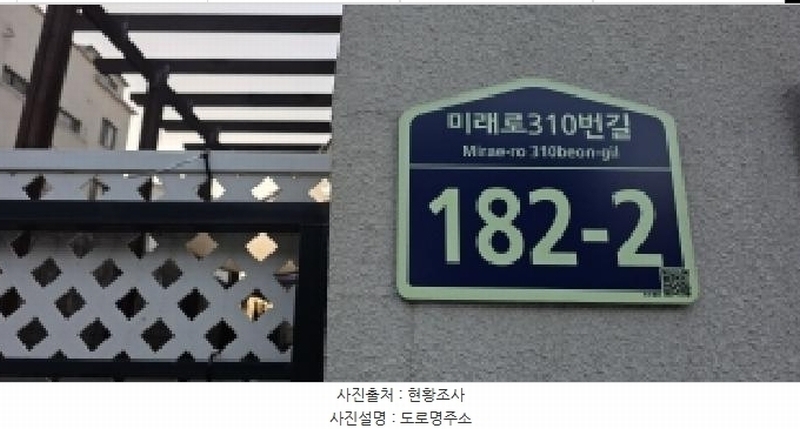 미래로310번길
Mirae-ro 310beon-gil
182-2
사진출처 : 현황조사
사진설명 : 도로명주소